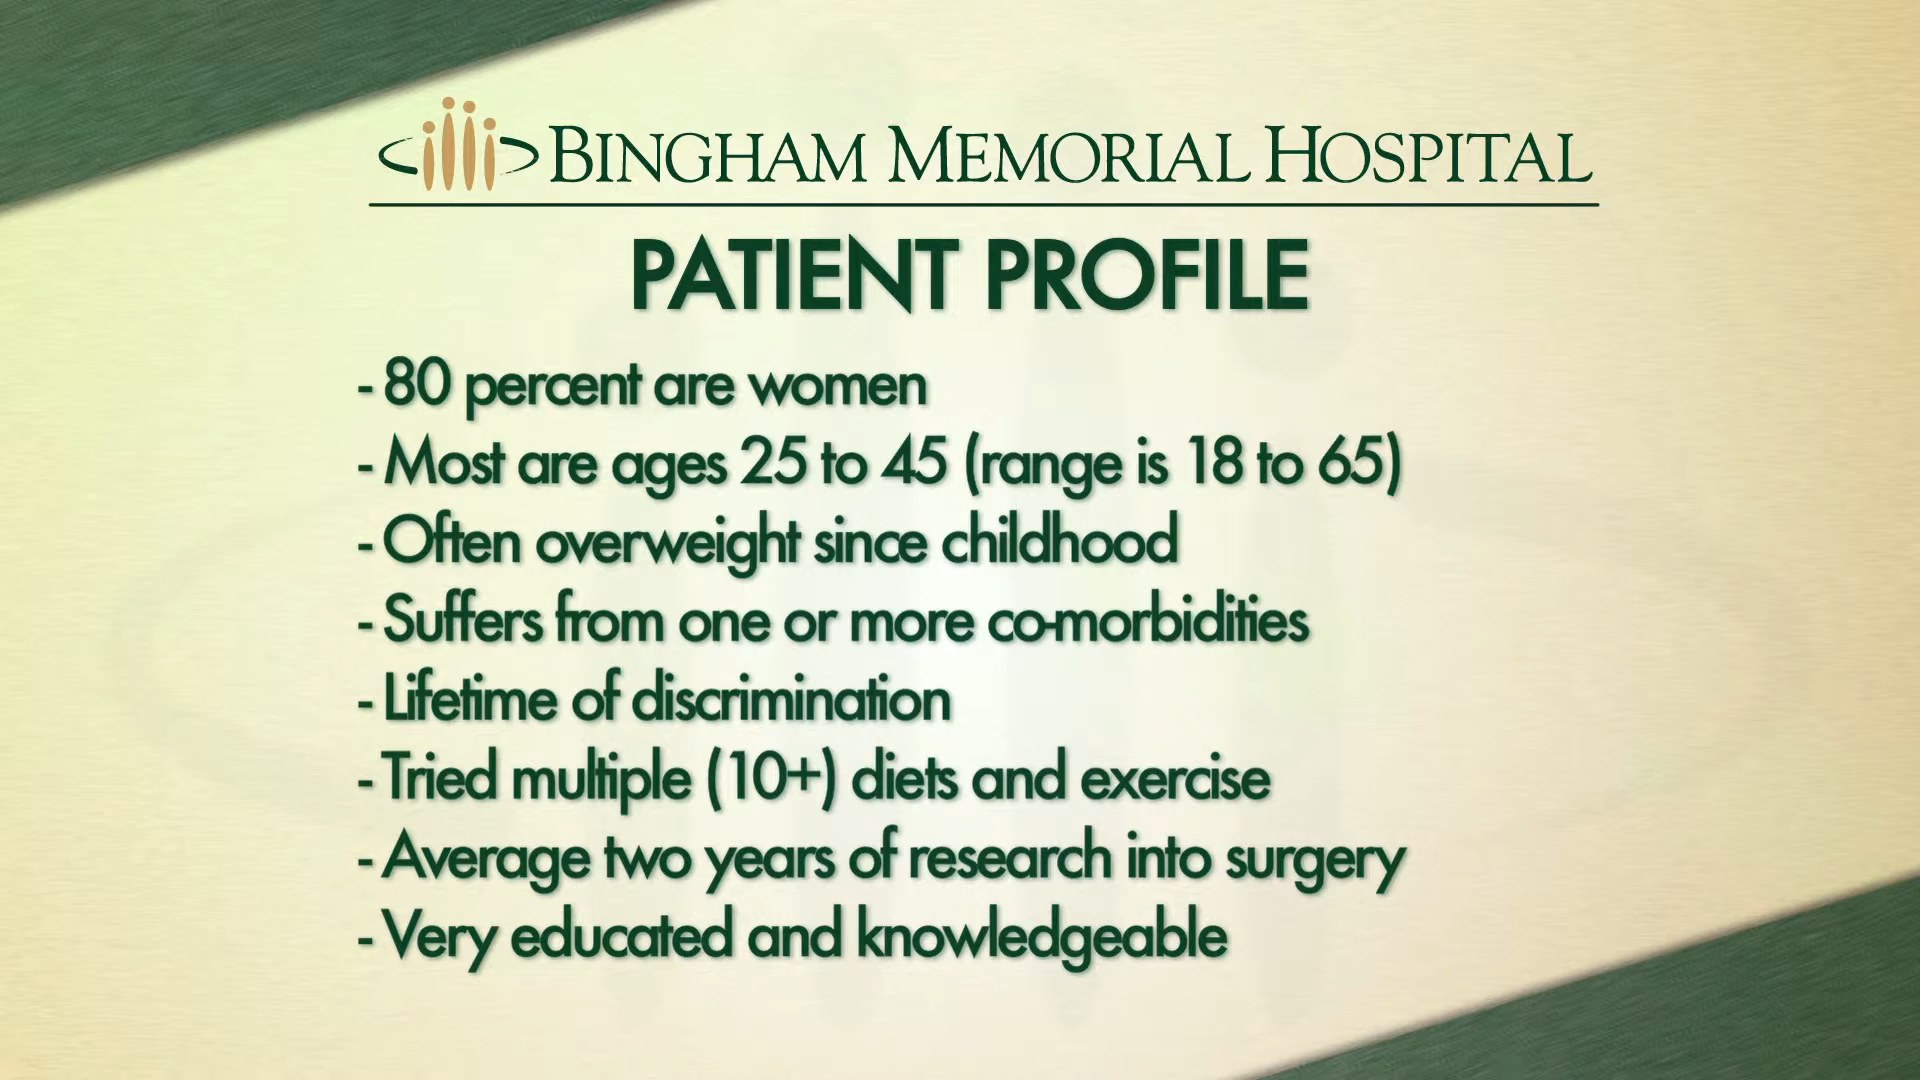 BINGHAM MEMORIAL HOSPITAL
PATIENT PROFILE
- 80 percent are women
- Most are ages 25 to 45 (range is 18 to 65)
- Often overweight since childhood
- Suffers from one or more co-morbidities
- Lifetime of discrimination
- Tried multiple (10+) diets and exercise
- Average two years of research into surgery
- Very educated and knowledgeable